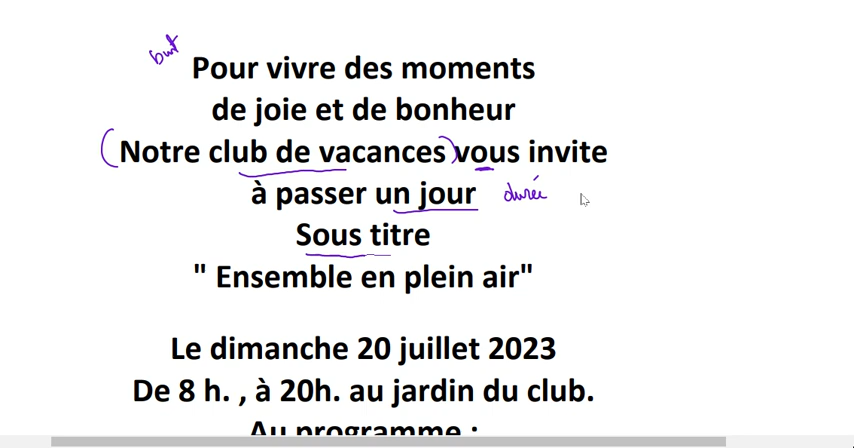 but
Pour vivre des moments
de joie et de bonheur
(Notre club de vacances) vous invite
à passer un jour durée
Sous titre
" Ensemble en plein air"
Le dimanche 20 juillet 2023
De 8 h. , à 20h. au jardin du club.
Au programme :